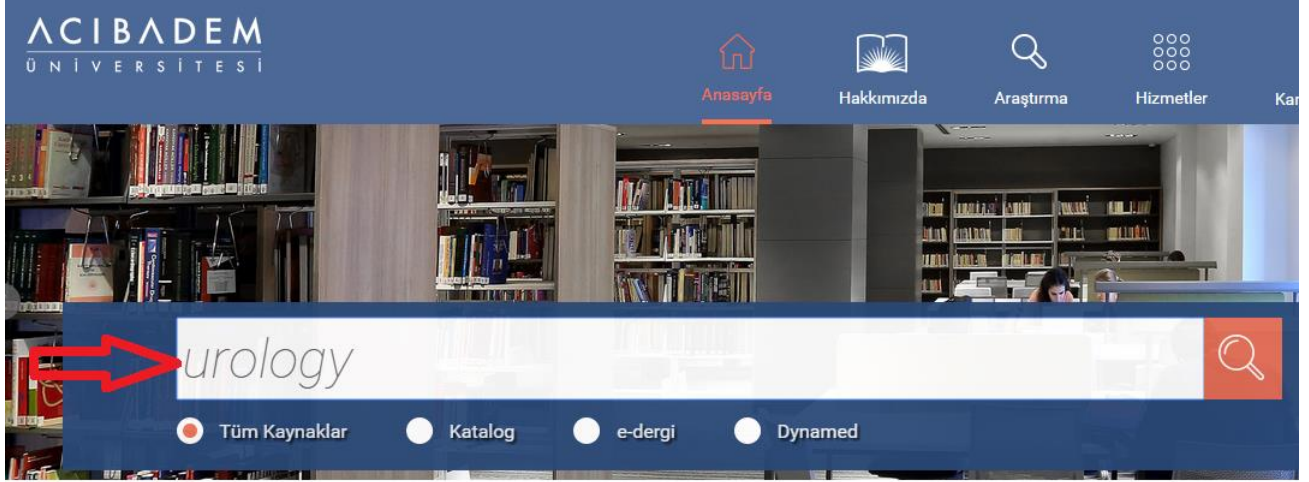 ACIBADEM
ÜNİVERSİTESİ
Anasayfa
Hakkımızda
Araştırma
Hizmetler
urology
Tüm Kaynaklar
Katalog
e-dergi
Dynamed